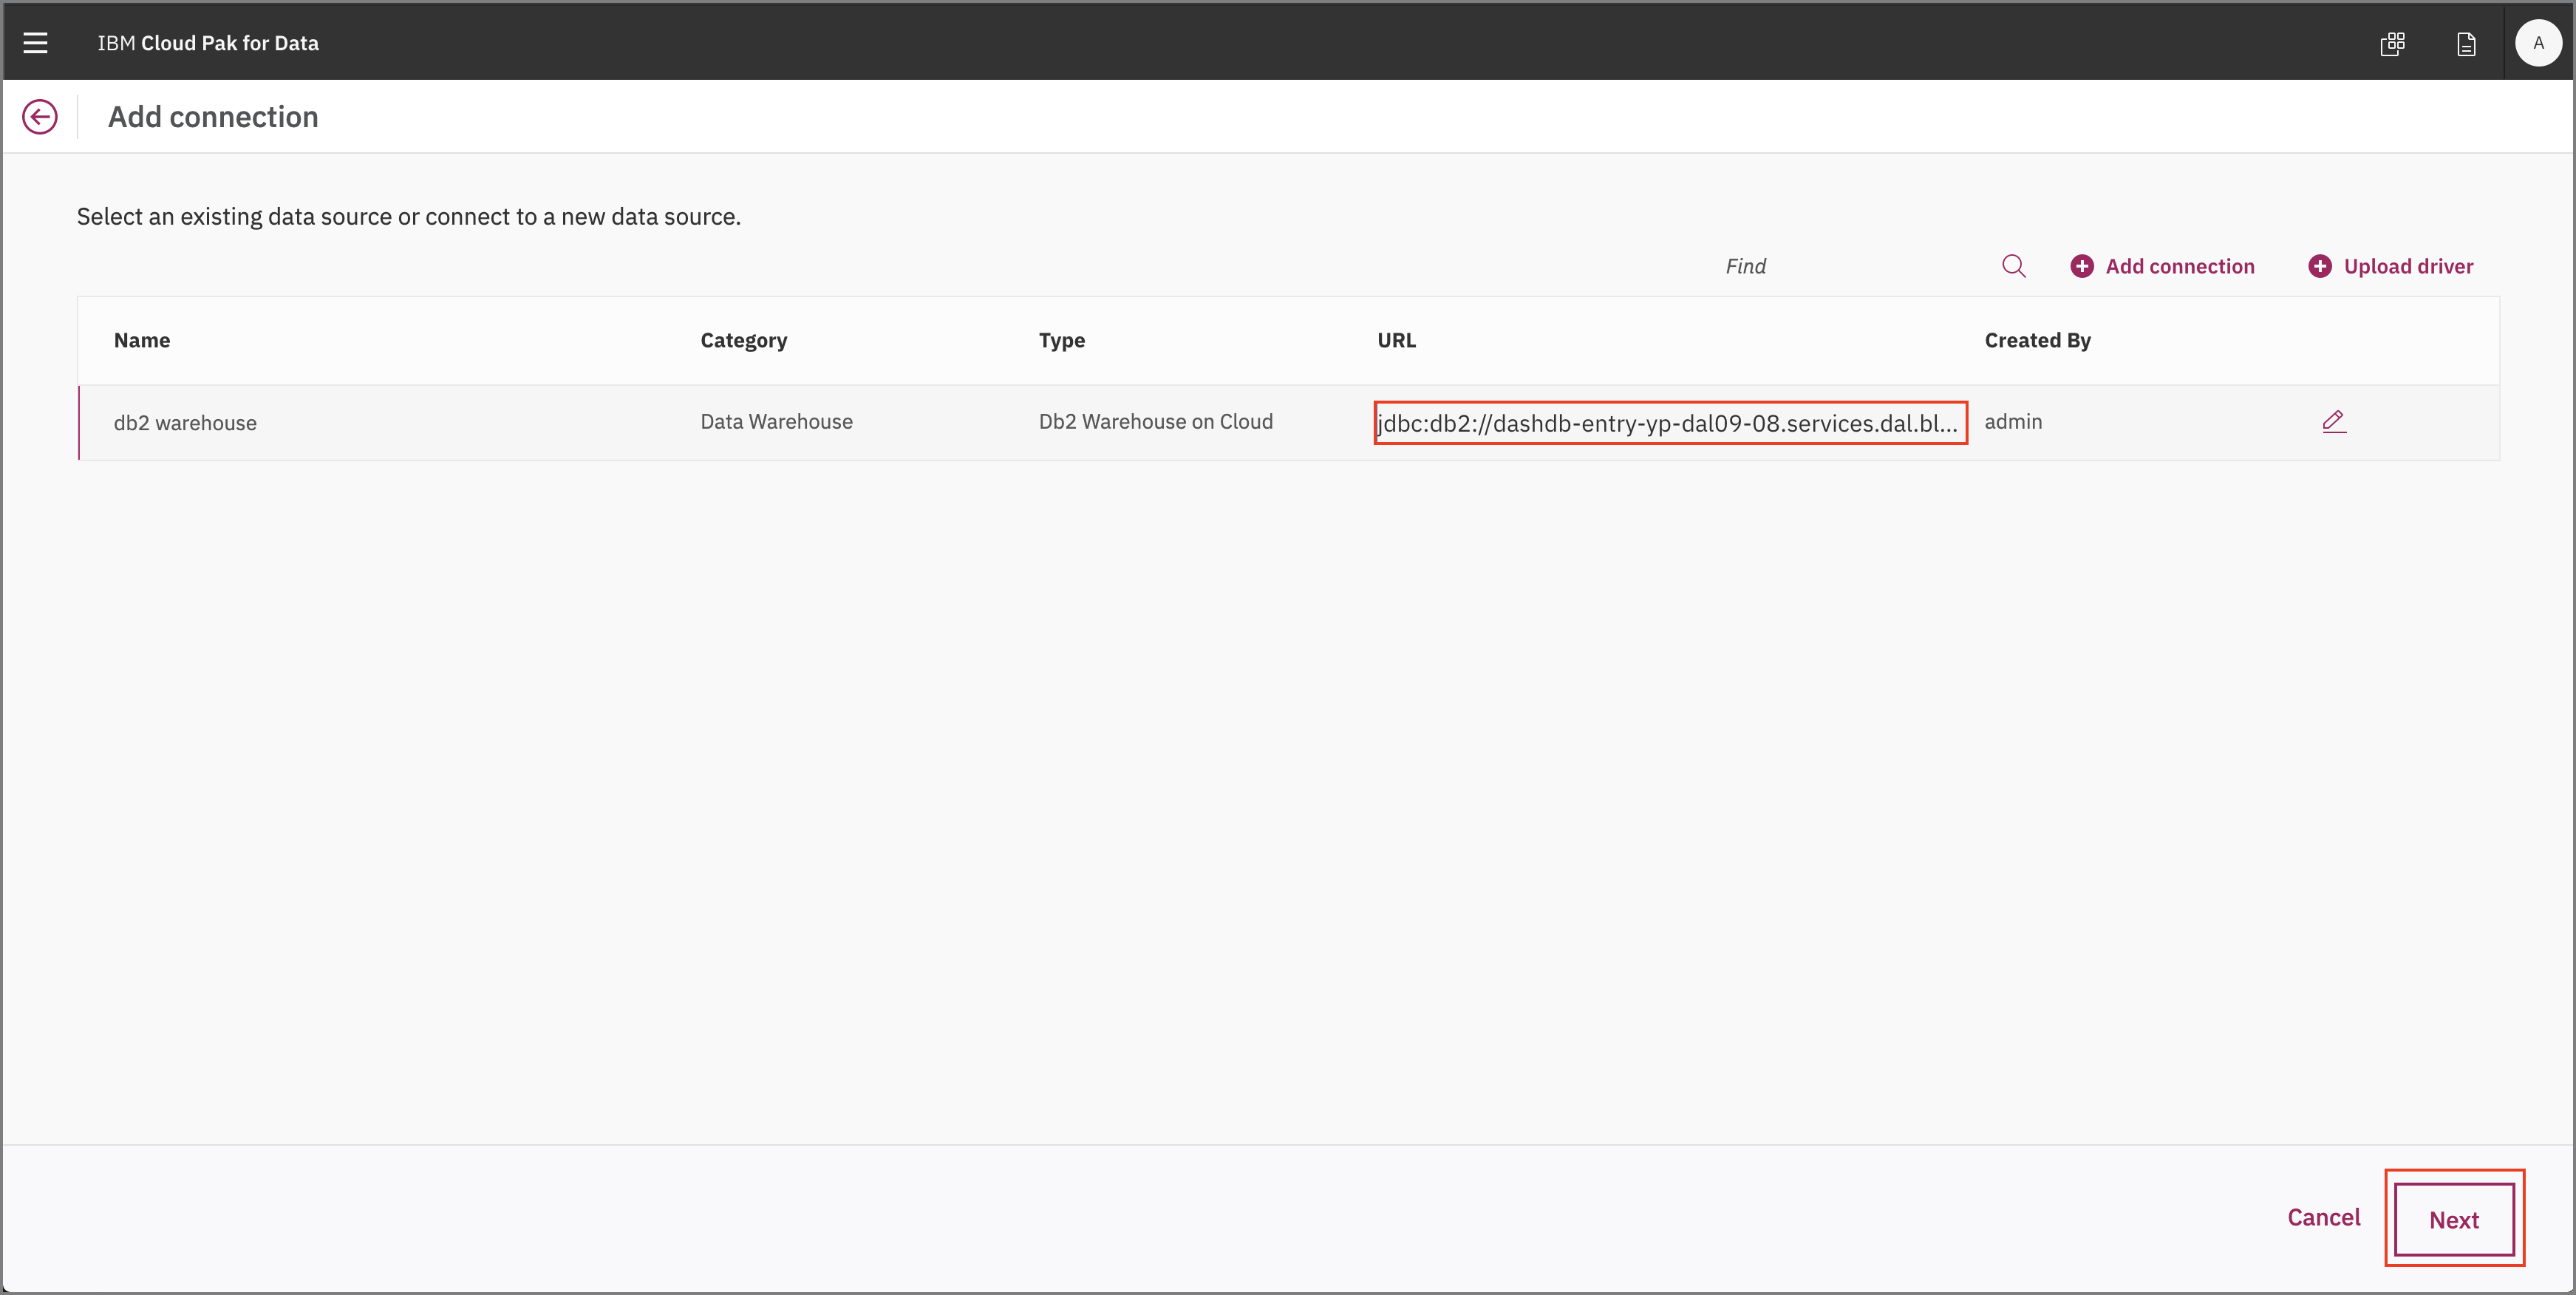 IBM Cloud Pak for Data
A
Add connection
Select an existing data source or connect to a new data source.
Find
Add connection
Upload driver
Name Category Type URL Created By
db2 warehouse Data Warehouse Db2 Warehouse on Cloud jdbc:db2://dashdb-entry-yp-dal09-08.services.dal.bl... admin
Cancel
Next